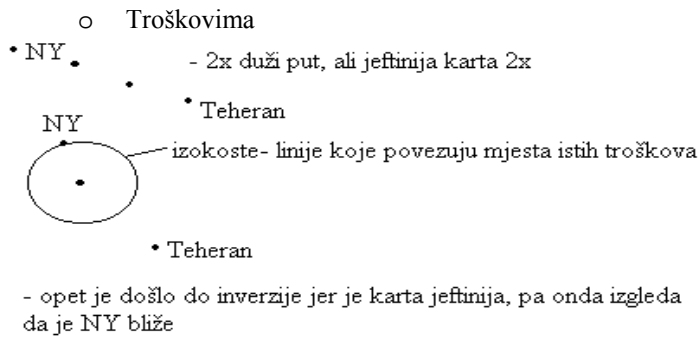 o Troškovima
• NY
- 2x duži put, ali jeftinija karta 2x
• Teheran
NY
izokoste- linije koje povezuju mjesta istih troškova
• Teheran
- opet je došlo do inverzije jer je karta jeftinija, pa onda izgleda
da je NY bliže